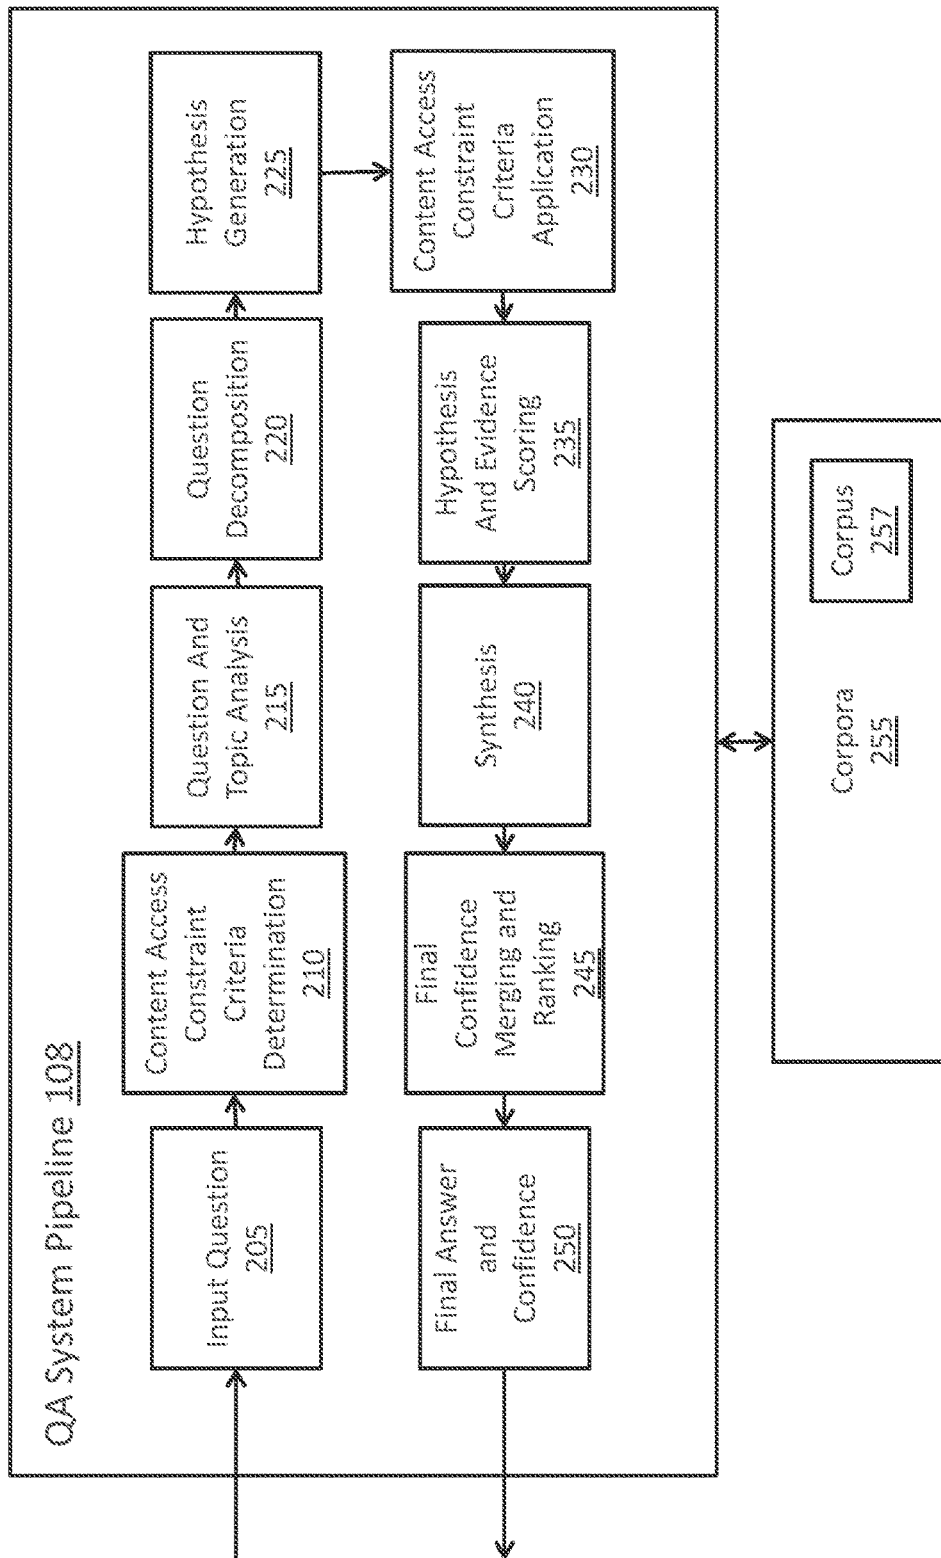 QA System Pipeline 108
Input Question
205
Content Access
Constraint
Criteria
Determination
210
Question And
Topic Analysis
215
Question
Decomposition
220
Hypothesis
Generation
225
Content Access
Constraint
Criteria
Application
230
Hypothesis
And Evidence
Scoring
235
Synthesis
240
Final
Confidence
Merging and
Ranking
245
Final Answer
and
Confidence
250
Corpora
255
Corpus
257